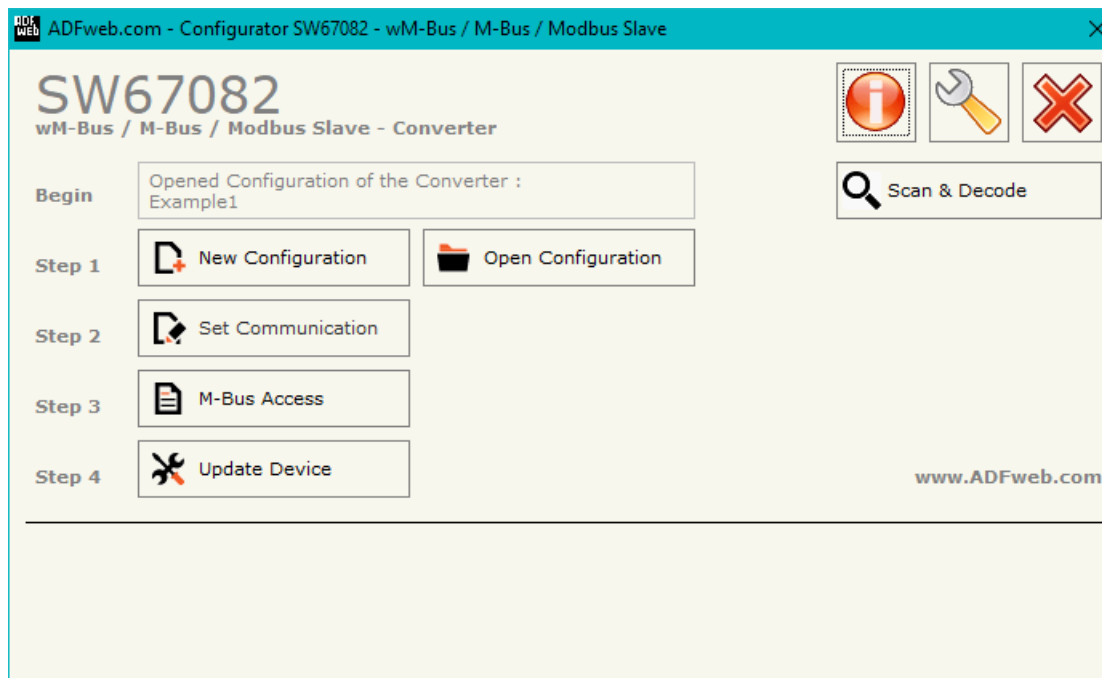 ADF WEB ADFweb.com - Configurator SW67082 - wM-Bus / M-Bus / Modbus Slave
SW67082
wM-Bus / M-Bus / Modbus Slave - Converter
Begin
Opened Configuration of the Converter :
Example1
Scan & Decode
Step 1
New Configuration
Open Configuration
Step 2
Set Communication
Step 3
M-Bus Access
Step 4
Update Device
www.ADFweb.com